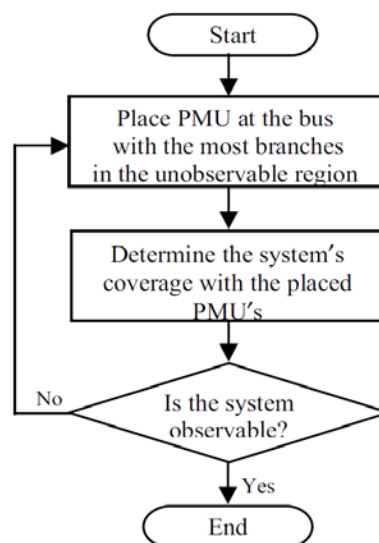 Start
Place PMU at the bus
with the most branches
in the unobservable region
Determine the system's
coverage with the placed
PMU's
Is the system
observable?
No
Yes
End